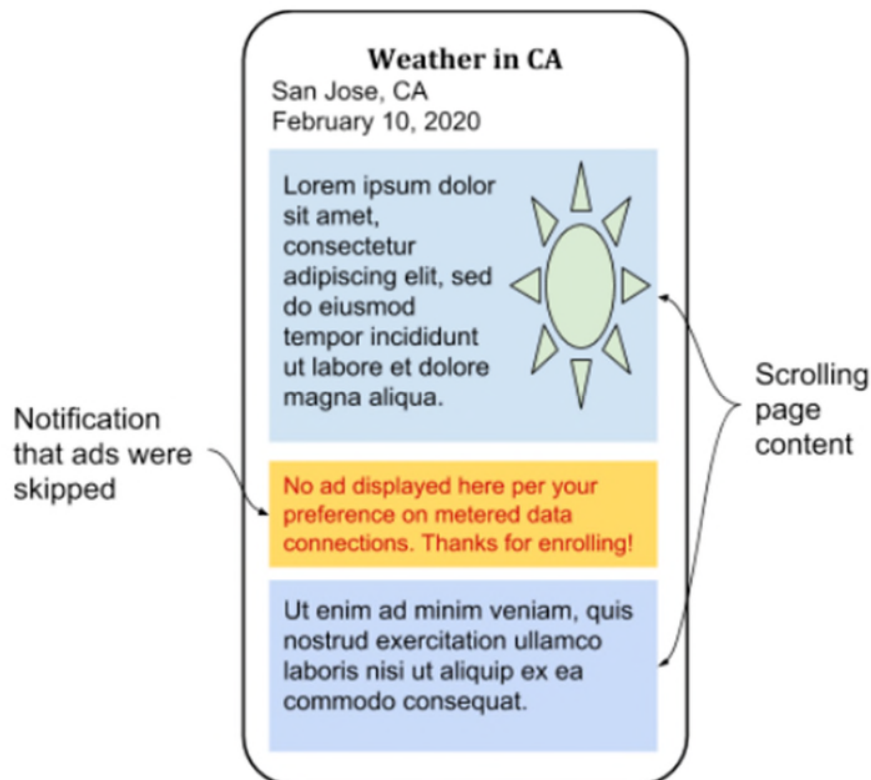 Weather in CA
San Jose, CA
February 10, 2020
Lorem ipsum dolor
sit amet,
consectetur
adipiscing elit, sed
do eiusmod
tempor incididunt
ut labore et dolore
magna aliqua.
Notification
that ads were
skipped
No ad displayed here per your
preference on metered data
connections. Thanks for enrolling!
Scrolling
page
content
Ut enim ad minim veniam, quis
nostrud exercitation ullamco
laboris nisi ut aliquip ex ea
commodo consequat.